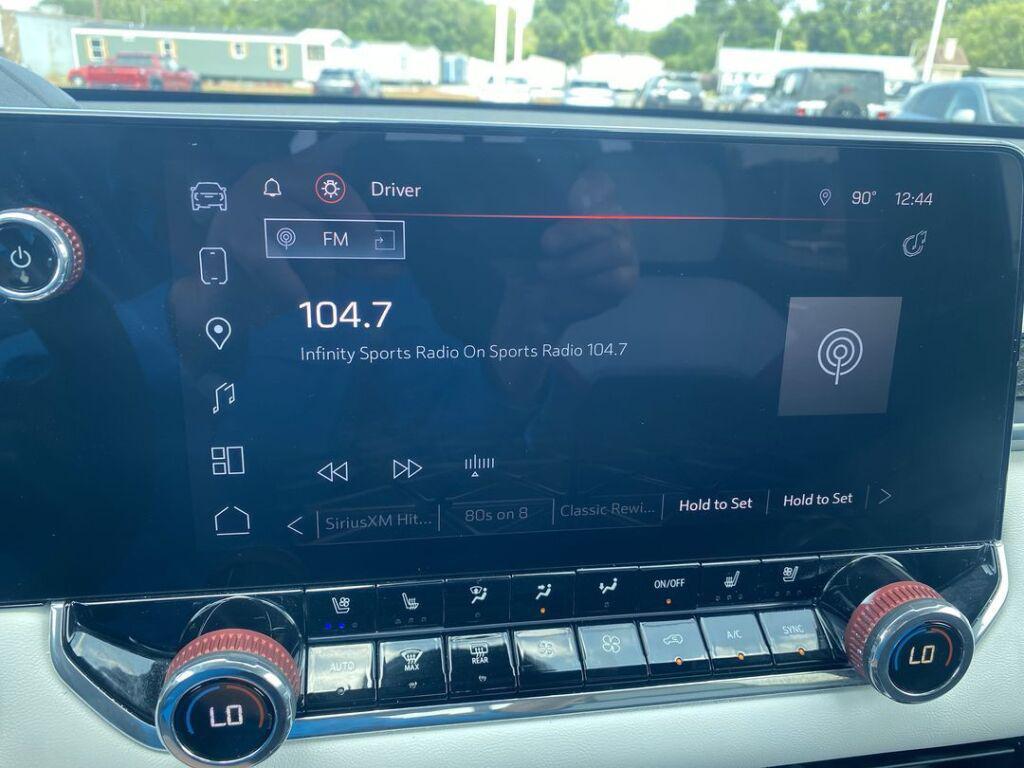 Driver
90° 12:44
FM
104.7
Infinity Sports Radio On Sports Radio 104.7
SiriusXM Hit... 80s on 8 Classic Rewi... Hold to Set Hold to Set
ON/OFF
AUTO MAX REAR A/C SYNC
LO LO